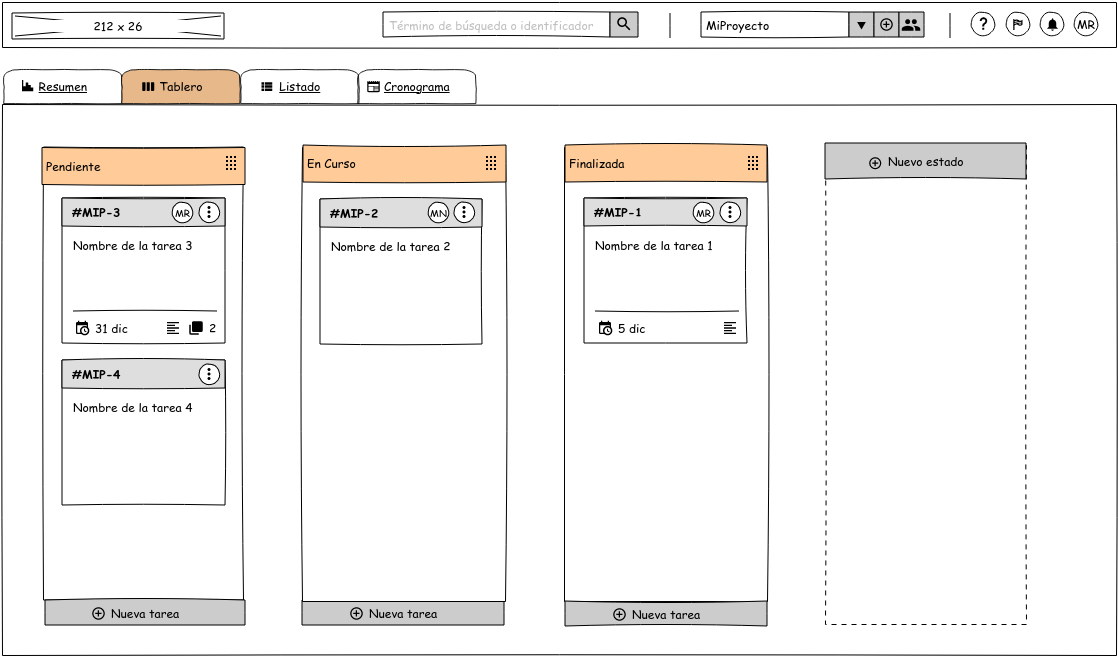 212 x 26
Término de búsqueda o identificador
MiProyecto
?
MR
Resumen
Tablero
Listado
Cronograma
Pendiente
En Curso
Finalizada
Nuevo estado
#MIP-3
MR
Nombre de la tarea 3
31 dic
2
#MIP-4
Nombre de la tarea 4
#MIP-2
MN
Nombre de la tarea 2
#MIP-1
MR
Nombre de la tarea 1
5 dic
Nueva tarea
Nueva tarea
Nueva tarea